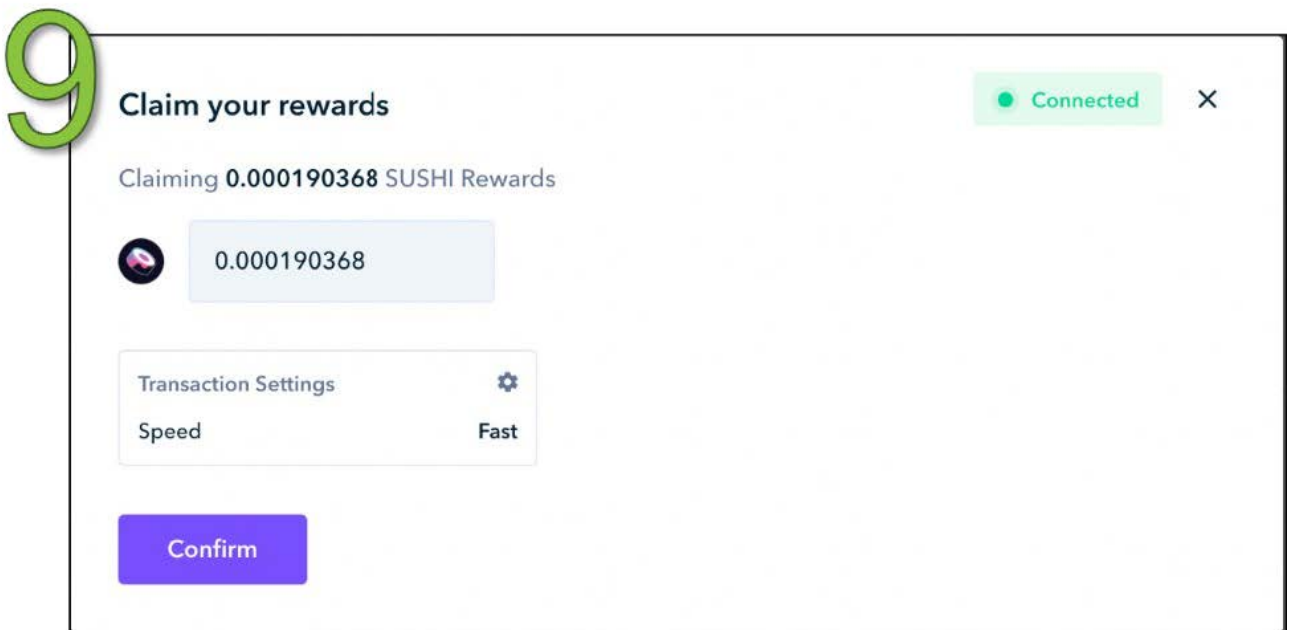 9
Claim your rewards
Connected
Claiming 0.000190368 SUSHI Rewards
0.000190368
Transaction Settings
Speed Fast
Confirm